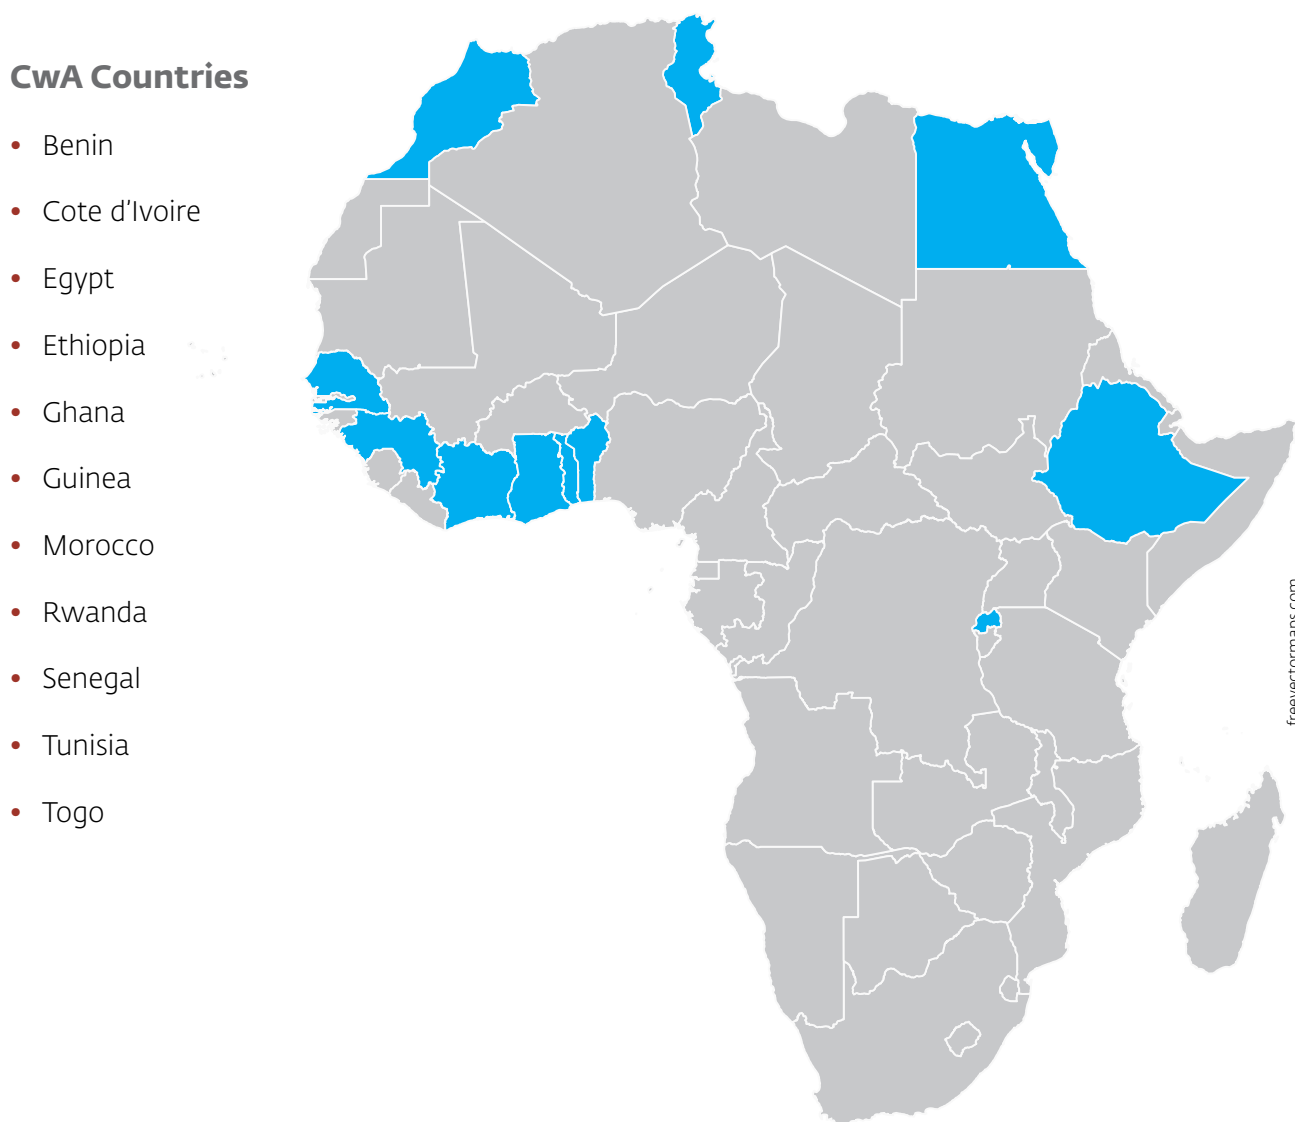 CwA Countries
• Benin
• Cote d'Ivoire
• Egypt
• Ethiopia
• Ghana
• Guinea
• Morocco
• Rwanda
• Senegal
• Tunisia
• Togo
freevectormaps.com